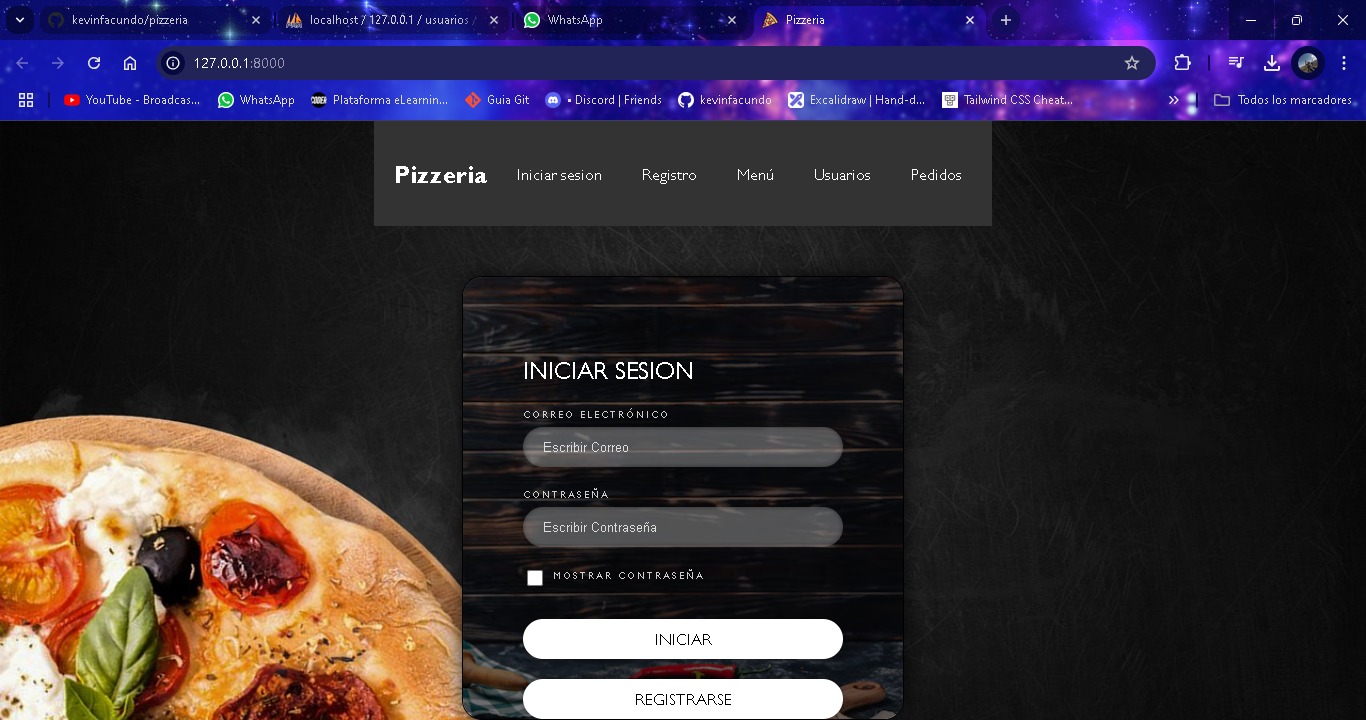 kevinfacundo/pizzeria
localhost / 127.0.0.1 / usuarios /
WhatsApp
Pizzeria
127.0.0.1:8000
YouTube - Broadcas...
WhatsApp
Plataforma eLearnin...
Guia Git
• Discord | Friends
kevinfacundo
Excalidraw | Hand-d...
Tailwind CSS Cheat...
Todos los marcadores
Pizzeria
Iniciar sesion
Registro
Menú
Usuarios
Pedidos
INICIAR SESION
CORREO ELECTRÓNICO
Escribir Correo
CONTRASEÑA
Escribir Contraseña
MOSTRAR CONTRASEÑA
INICIAR
REGISTRARSE